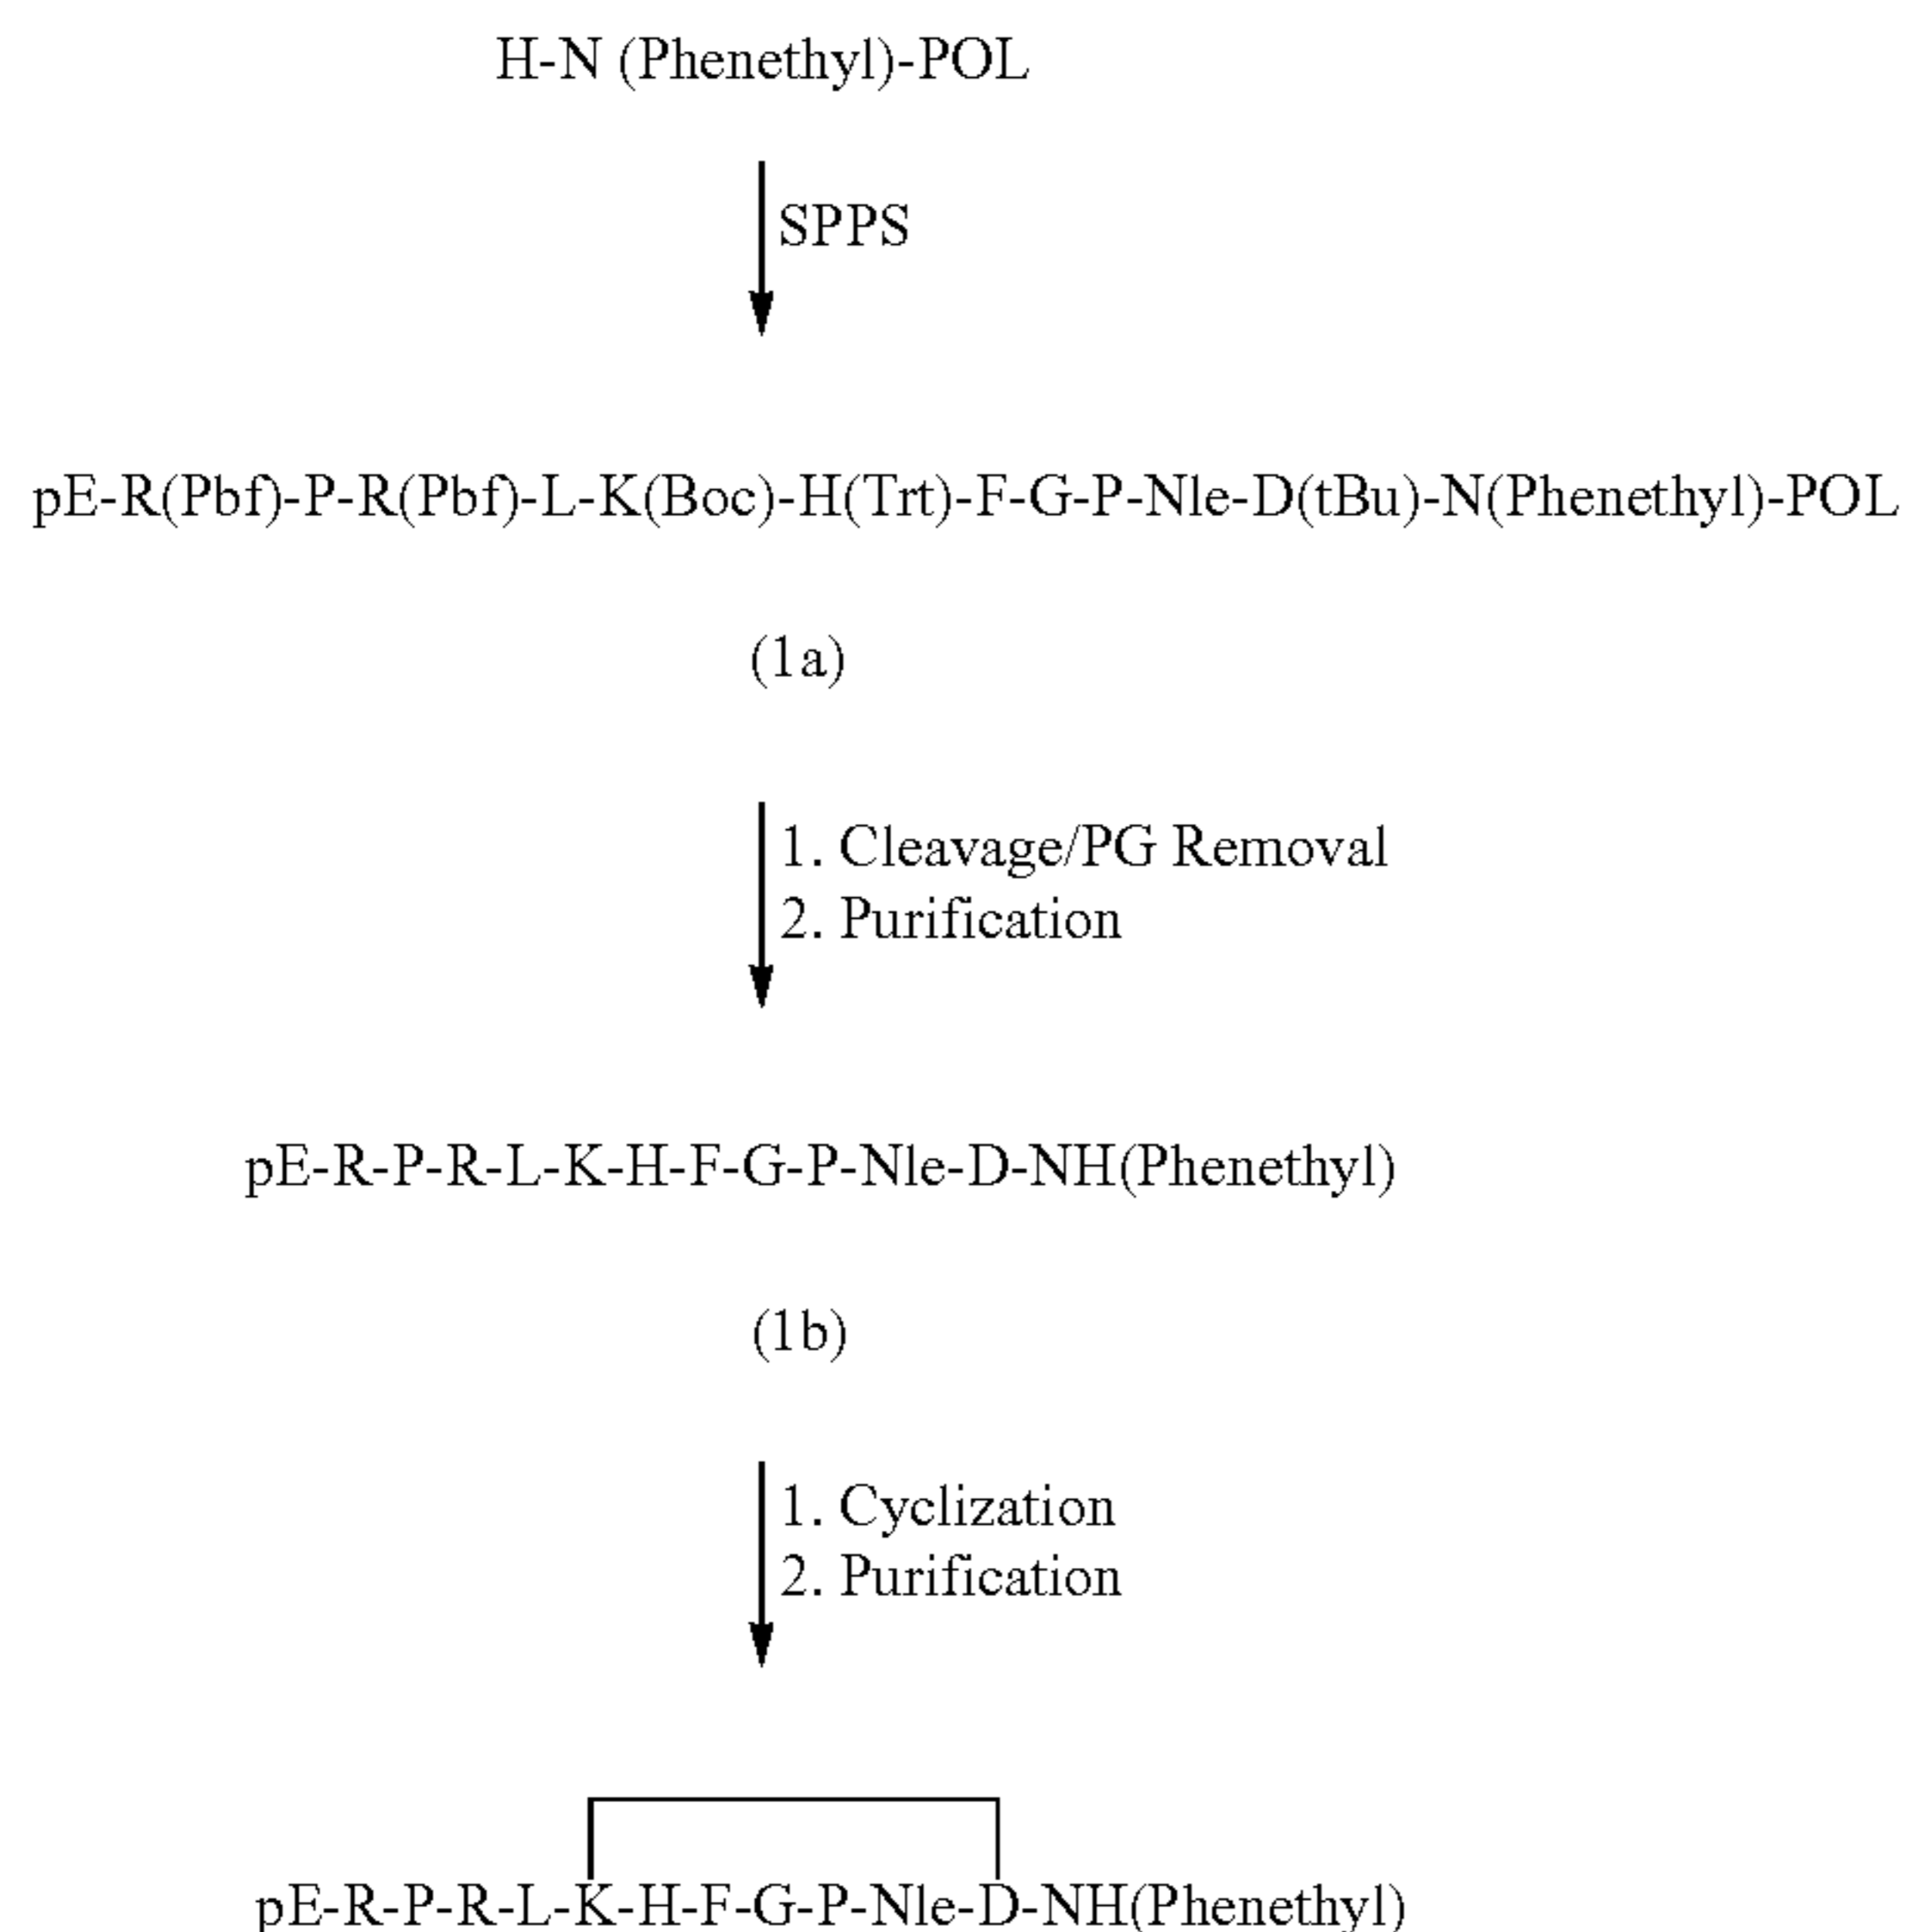 H-N (Phenethyl)-POL
SPPS
pE-R(Pbf)-P-R(Pbf)-L-K(Boc)-H(Trt)-F-G-P-Nle-D(tBu)-N(Phenethyl)-POL
(1a)
1. Cleavage/PG Removal
2. Purification
pE-R-P-R-L-K-H-F-G-P-Nle-D-NH(Phenethyl)
(1b)
1. Cyclization
2. Purification
pE-R-P-R-L-K-H-F-G-P-Nle-D-NH(Phenethyl)